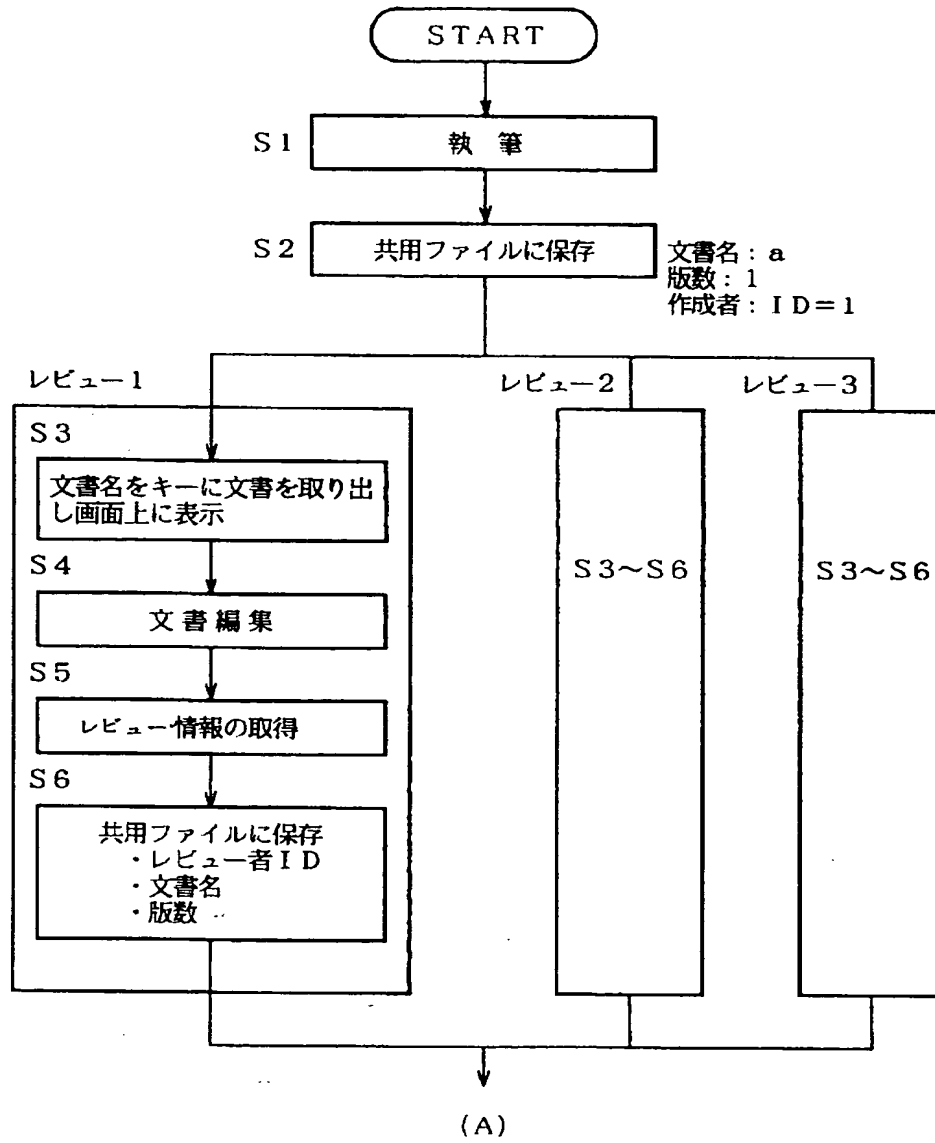 START
S1
執筆
S2
共用ファイルに保存
文書名：a
版数：1
作成者：ID＝1
レビュー1
S3
文書名をキーに文書を取り出
し画面上に表示
S4
文書編集
S5
レビュー情報の取得
S6
共用ファイルに保存
・レビュー者ID
・文書名
・版数
レビュー2
S3～S6
レビュー3
S3～S6
(A)